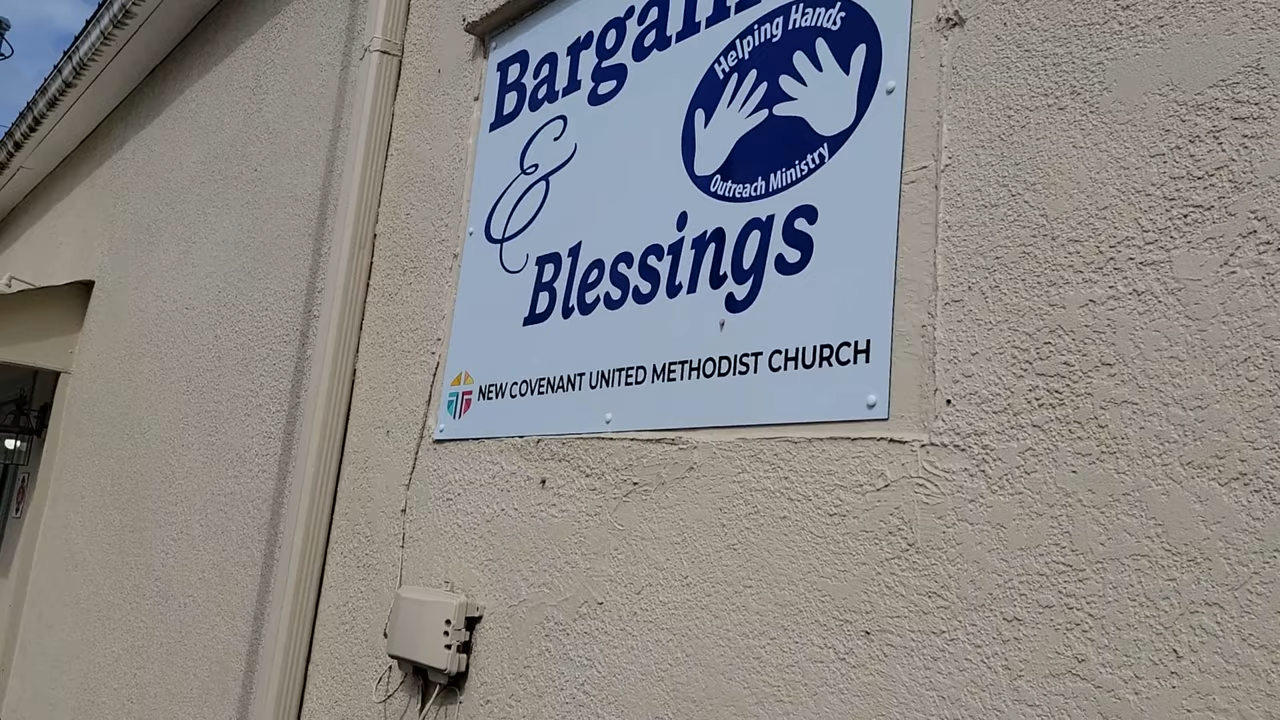 Bargain
&
Blessings
Helping Hands
Outreach Ministry
NEW COVENANT UNITED METHODIST CHURCH